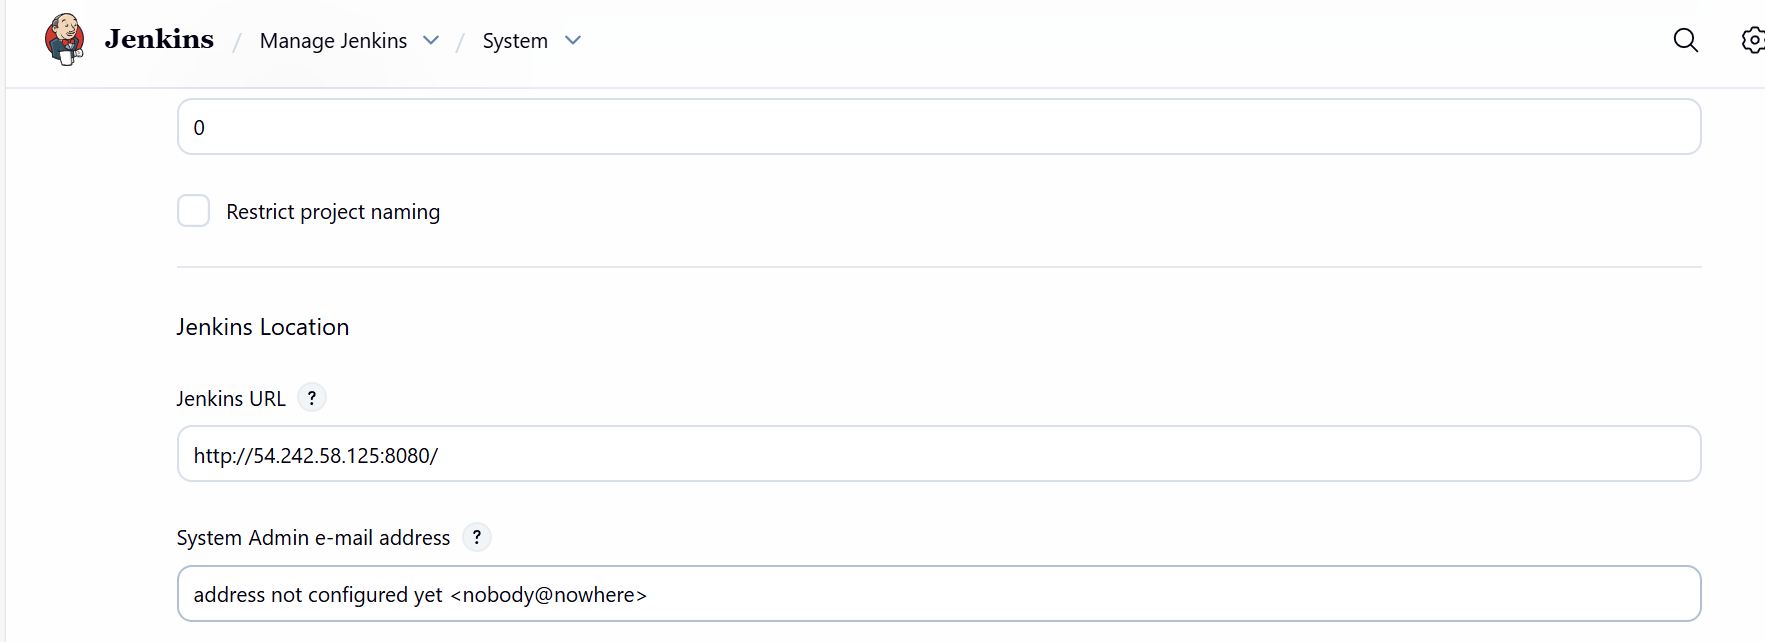 Jenkins / Manage Jenkins / System
0
Restrict project naming
Jenkins Location
Jenkins URL ?
http://54.242.58.125:8080/
System Admin e-mail address ?
address not configured yet <nobody@nowhere>